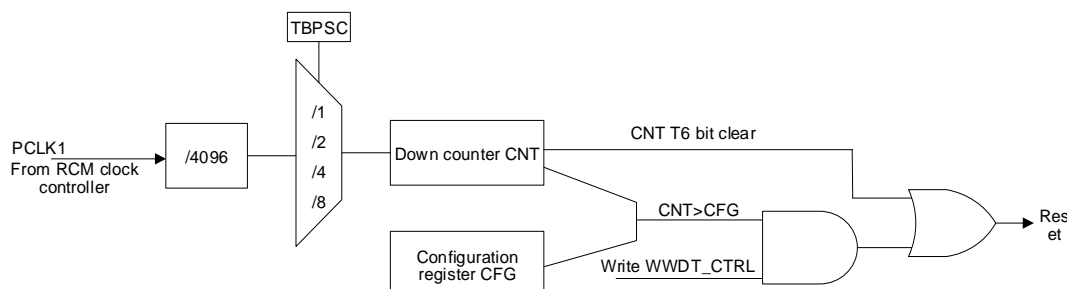 TBPSC
/1
/2
/4
/8
PCLK1
From RCM clock
controller
/4096
Down counter CNT
CNT T6 bit clear
CNT>CFG
Configuration
register CFG
Write WWDT_CTRL
Res
et